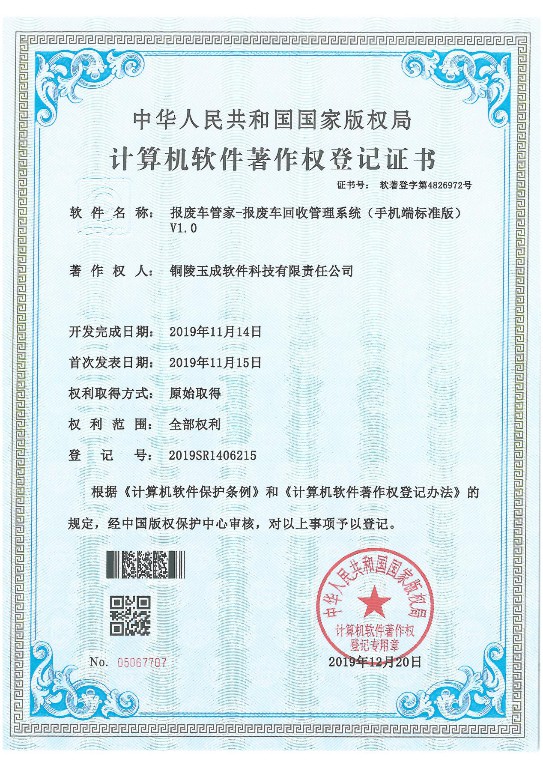 中华人民共和国国家版权局
计算机软件著作权登记证书
证书号： 软著登字第4826972号
软件名称： 报废车管家-报废车回收管理系统（手机端标准版）
V1.0
著作权人： 铜陵玉成软件科技有限责任公司
开发完成日期： 2019年11月14日
首次发表日期： 2019年11月15日
权利取得方式： 原始取得
权利范围： 全部权利
登记号： 2019SR1406215
根据《计算机软件保护条例》和《计算机软件著作权登记办法》的
规定，经中国版权保护中心审核，对以上事项予以登记。
中华人民共和国国家版权局
计算机软件著作权
登记专用章
No. 05067707
2019年12月20日